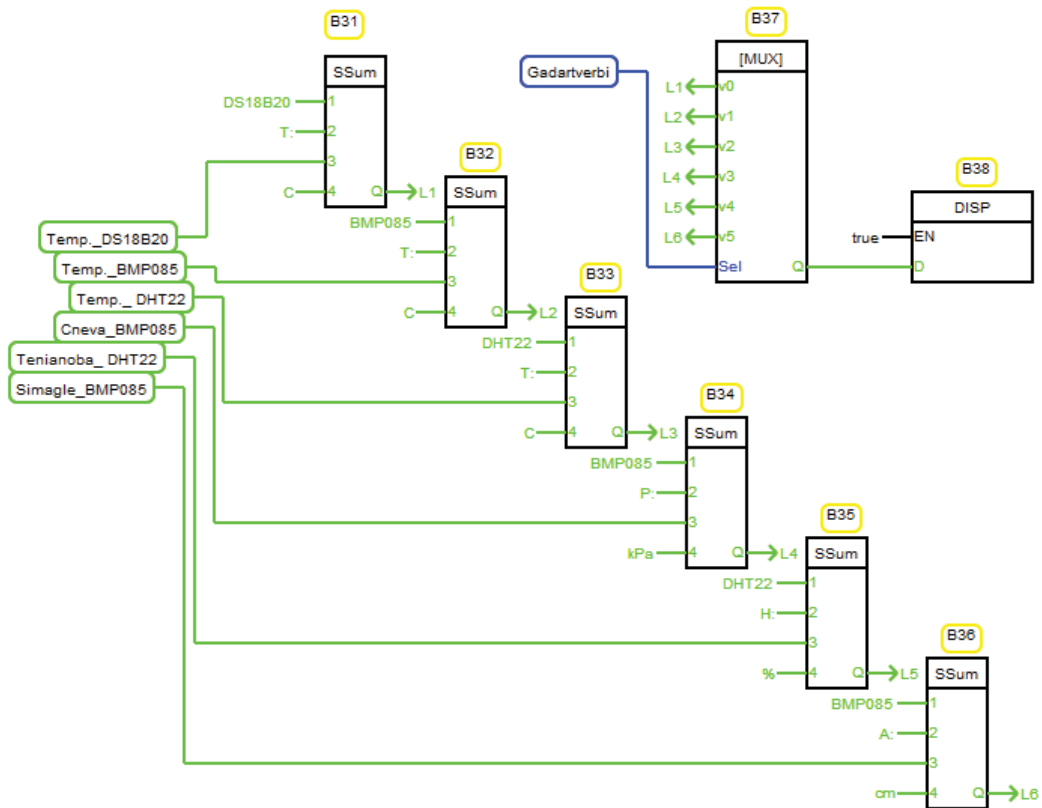 B31
SSum
DS18B20
1
T:
2
3
C
4
Q
L1
B32
SSum
BMP085
1
T:
2
3
C
4
Q
L2
B33
SSum
DHT22
1
T:
2
3
C
4
Q
L3
B34
SSum
BMP085
1
P:
2
3
kPa
4
Q
L4
B35
SSum
DHT22
1
H:
2
3
%
4
Q
L5
B36
SSum
BMP085
1
A:
2
3
cm
4
Q
L6
Temp._DS18B20
Temp._BMP085
Temp._ DHT22
Cneva_BMP085
Tenianoba_ DHT22
Simagle_BMP085
Gadartverbi
B37
[MUX]
L1
v0
L2
v1
L3
v2
L4
v3
L5
v4
L6
v5
Sel
Q
B38
DISP
true
EN
D